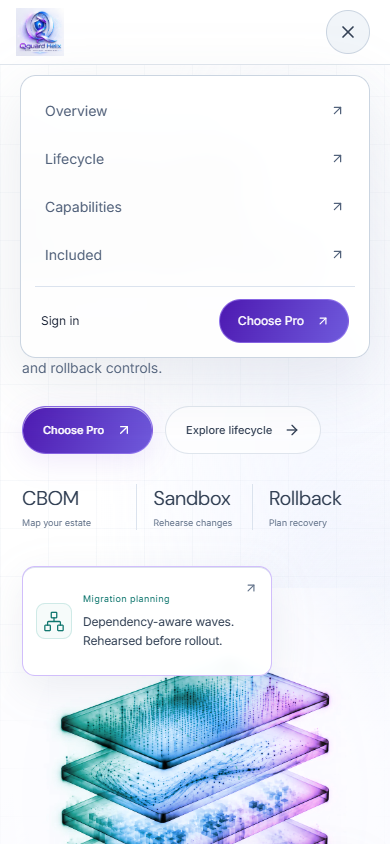 Qguard Helix
Overview
Lifecycle
Capabilities
Included
Sign in
Choose Pro
and rollback controls.
Choose Pro
Explore lifecycle
CBOM
Sandbox
Rollback
Map your estate
Rehearse changes
Plan recovery
Migration planning
Dependency-aware waves.
Rehearsed before rollout.